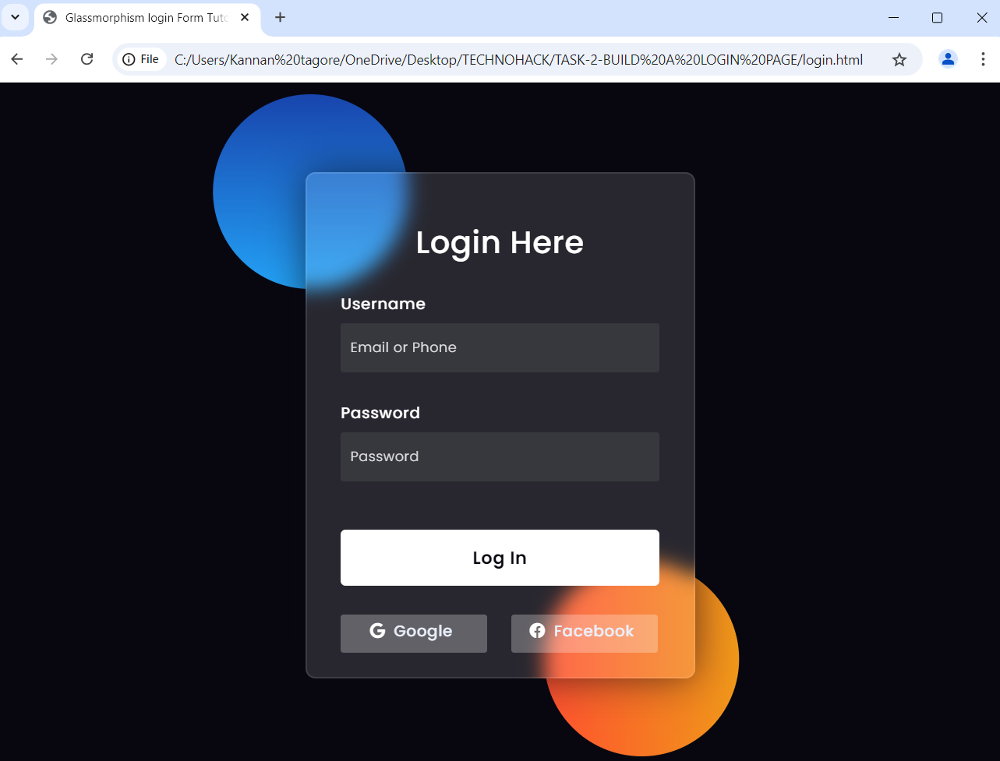 Glassmorphism login Form Tuto
File C:/Users/Kannan%20tagore/OneDrive/Desktop/TECHNOHACK/TASK-2-BUILD%20A%20LOGIN%20PAGE/login.html
Login Here
Username
Email or Phone
Password
Password
Log In
Google Facebook